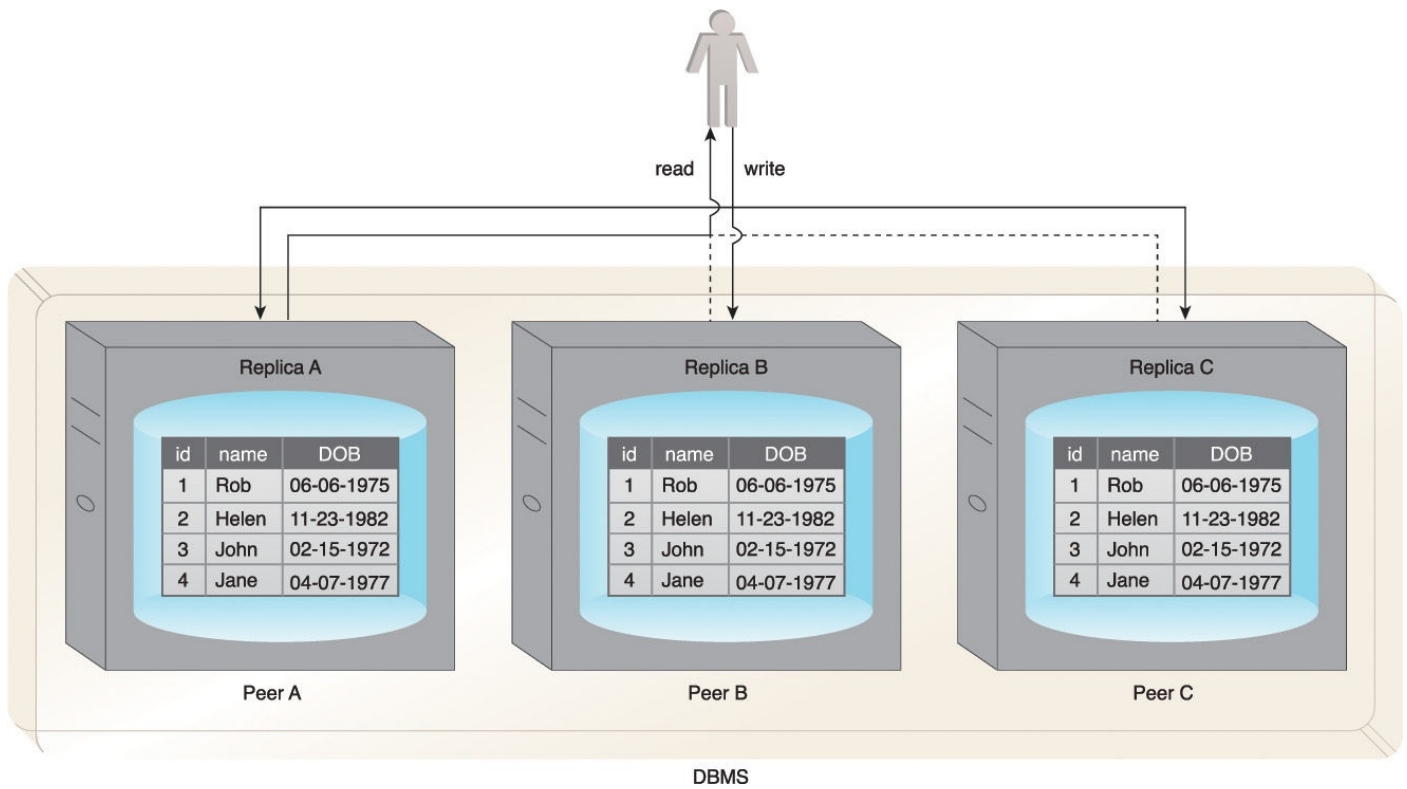 read write
Replica A Replica B Replica C
id name DOB id name DOB id name DOB
1 Rob 06-06-1975 1 Rob 06-06-1975 1 Rob 06-06-1975
2 Helen 11-23-1982 2 Helen 11-23-1982 2 Helen 11-23-1982
3 John 02-15-1972 3 John 02-15-1972 3 John 02-15-1972
4 Jane 04-07-1977 4 Jane 04-07-1977 4 Jane 04-07-1977
Peer A Peer B Peer C
DBMS